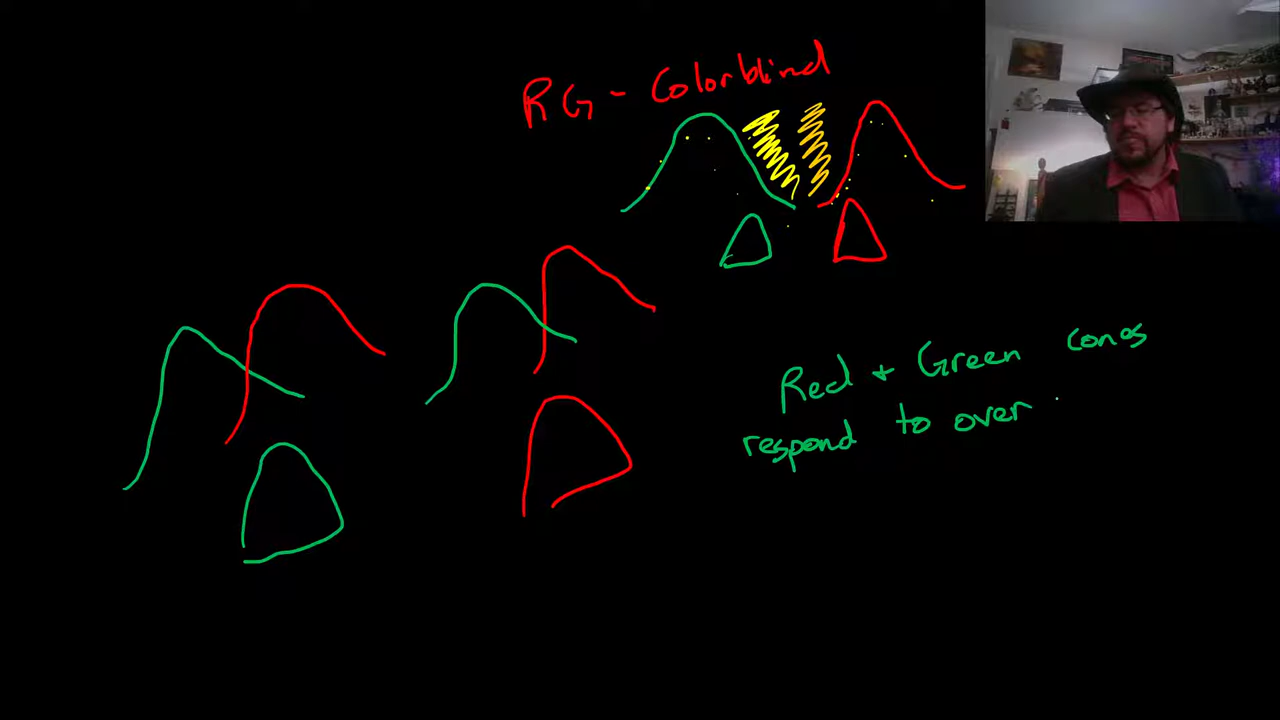 RG - Colorblind
Red + Green cones
respond to over